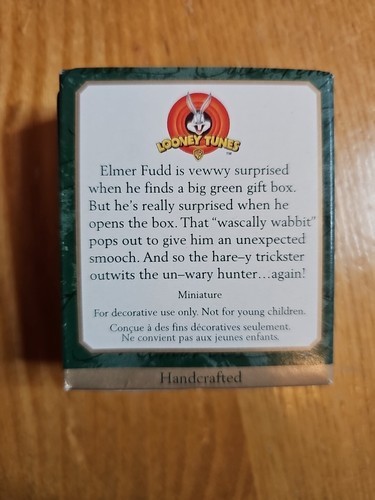 LOONEY TUNES
TM
Elmer Fudd is vewwy surprised
when he finds a big green gift box.
But he's really surprised when he
opens the box. That “wascally wabbit”
pops out to give him an unexpected
smooch. And so the hare–y trickster
outwits the un–wary hunter...again!
Miniature
For decorative use only. Not for young children.
Conçue à des fins décoratives seulement.
Ne convient pas aux jeunes enfants.
Handcrafted